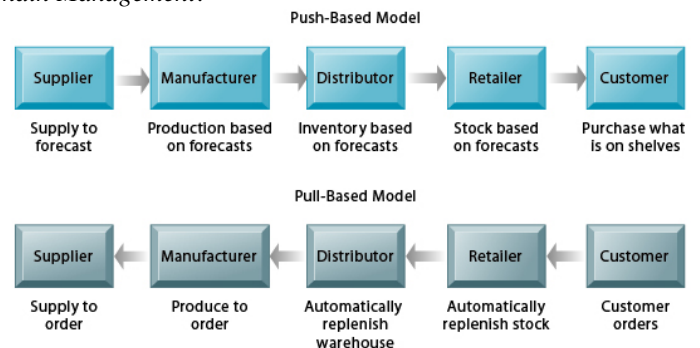 Push-Based Model
Supplier Manufacturer Distributor Retailer Customer
Supply to Production based Inventory based Stock based Purchase what
forecast on forecasts on forecasts on forecasts is on shelves
Pull-Based Model
Supplier Manufacturer Distributor Retailer Customer
Supply to Produce to Automatically Automatically Customer
order order replenish replenish stock orders
warehouse